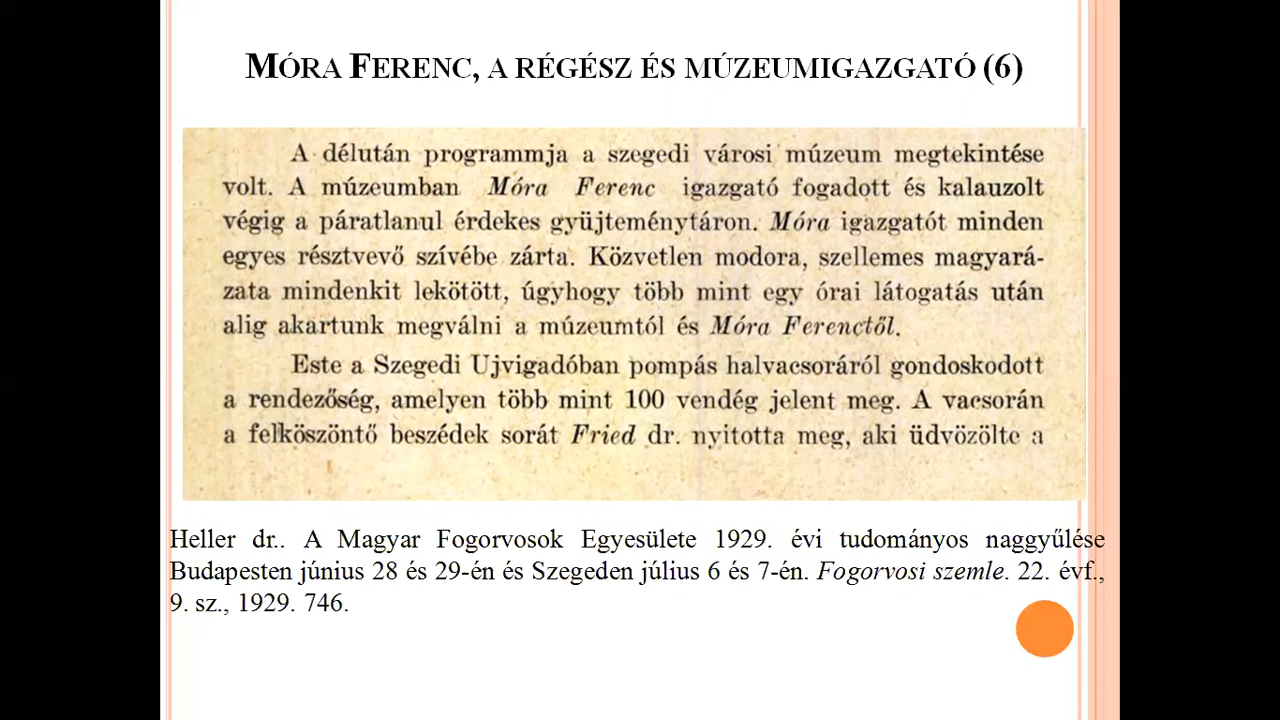 MÓRA FERENC, A RÉGÉSZ ÉS MÚZEUMIGAZGATÓ (6)
A délután programmja a szegedi városi múzeum megtekintése
volt. A múzeumban Móra Ferenc igazgató fogadott és kalauzolt
végig a páratlanul érdekes gyüjteménytáron. Móra igazgatót minden
egyes résztvevő szívébe zárta. Közvetlen modora, szellemes magyará-
zata mindenkit lekötött, úgyhogy több mint egy órai látogatás után
alig akartunk megválni a múzeumtól és Móra Ferenctől.
Este a Szegedi Ujvigadóban pompás halvacsoráról gondoskodott
a rendezőség, amelyen több mint 100 vendég jelent meg. A vacsorán
a felköszöntő beszédek sorát Fried dr. nyitotta meg, aki üdvözölte a
Heller dr.. A Magyar Fogorvosok Egyesülete 1929. évi tudományos naggyűlése
Budapesten június 28 és 29-én és Szegeden július 6 és 7-én. Fogorvosi szemle. 22. évf.,
9. sz., 1929. 746.